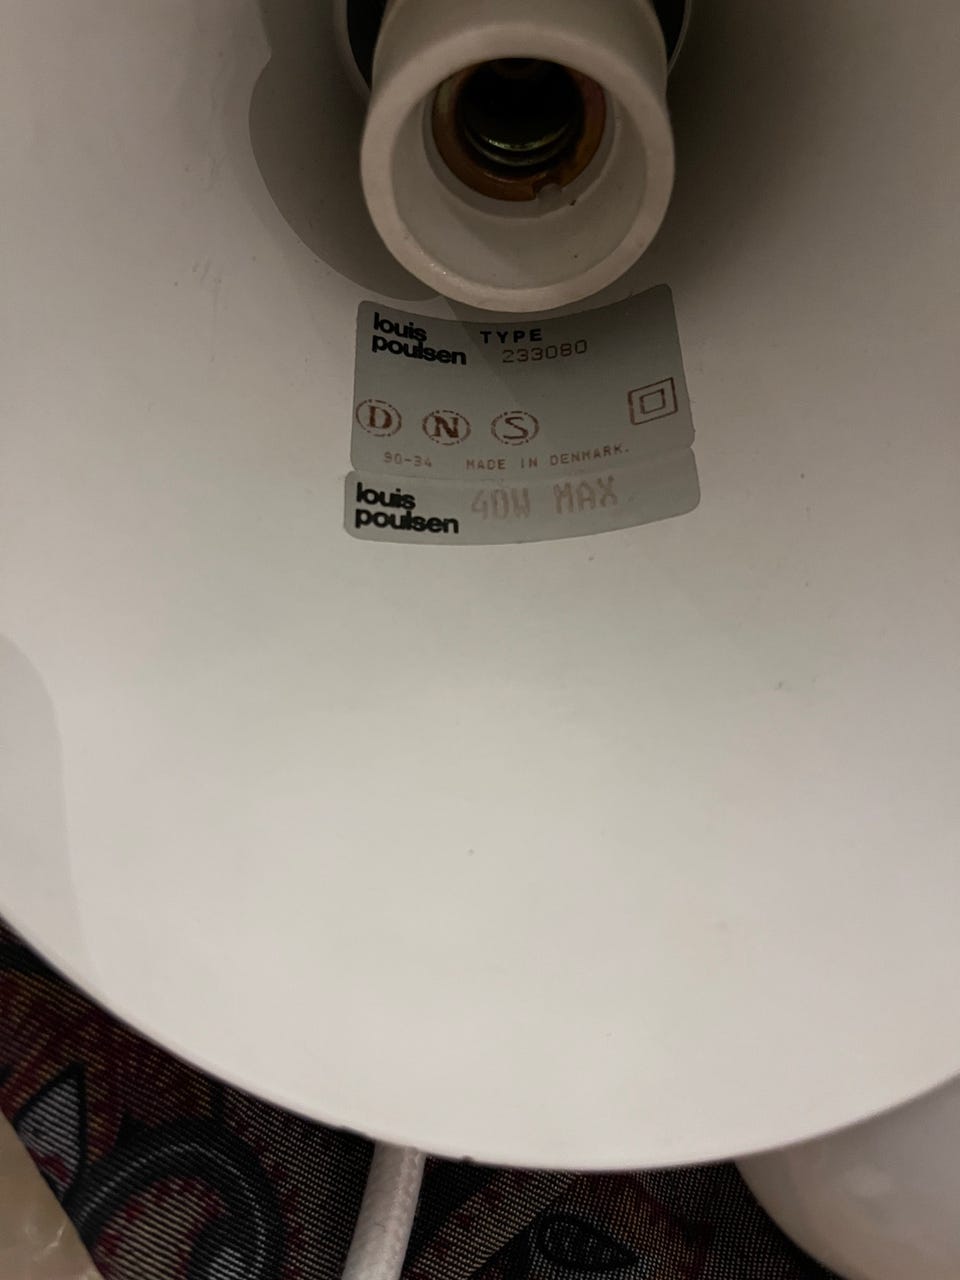 louis
poulsen
TYPE
233080
D N S
90-34 MADE IN DENMARK.
louis
poulsen
40W MAX